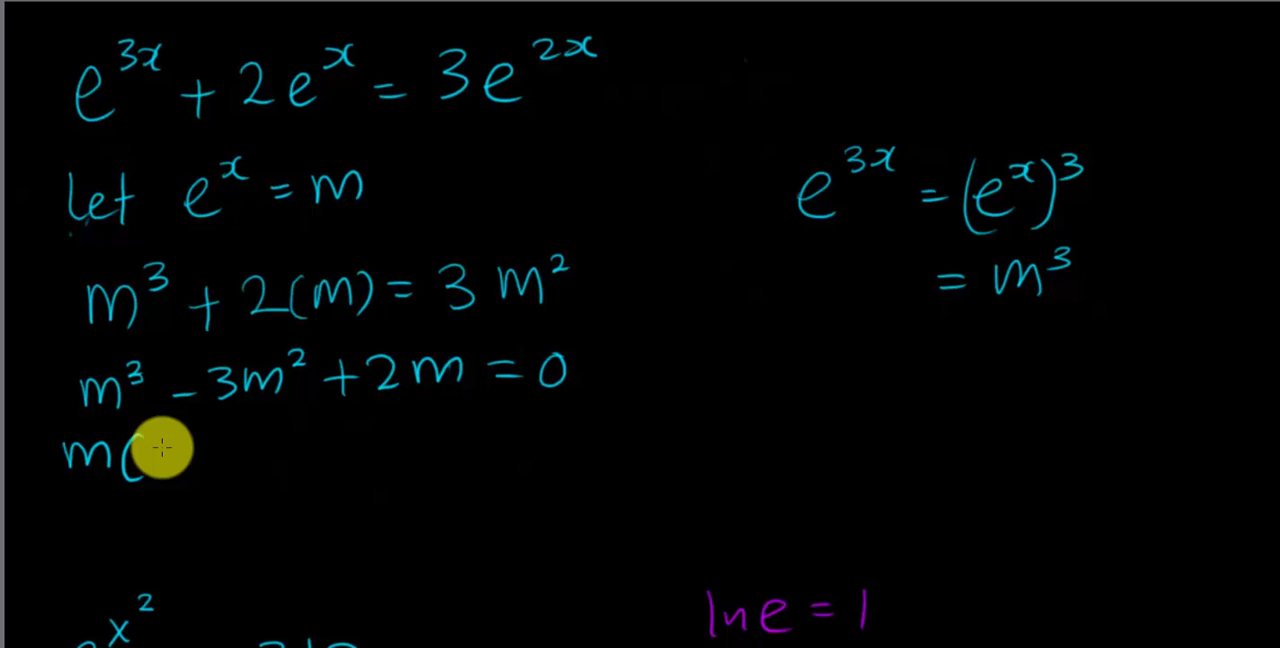 e^{3x} + 2e^x = 3e^{2x}
let e^x = m
m^3 + 2(m) = 3m^2
m^3 - 3m^2 + 2m = 0
m(
e^{3x} = (e^x)^3
= m^3
x^2
ln e = 1